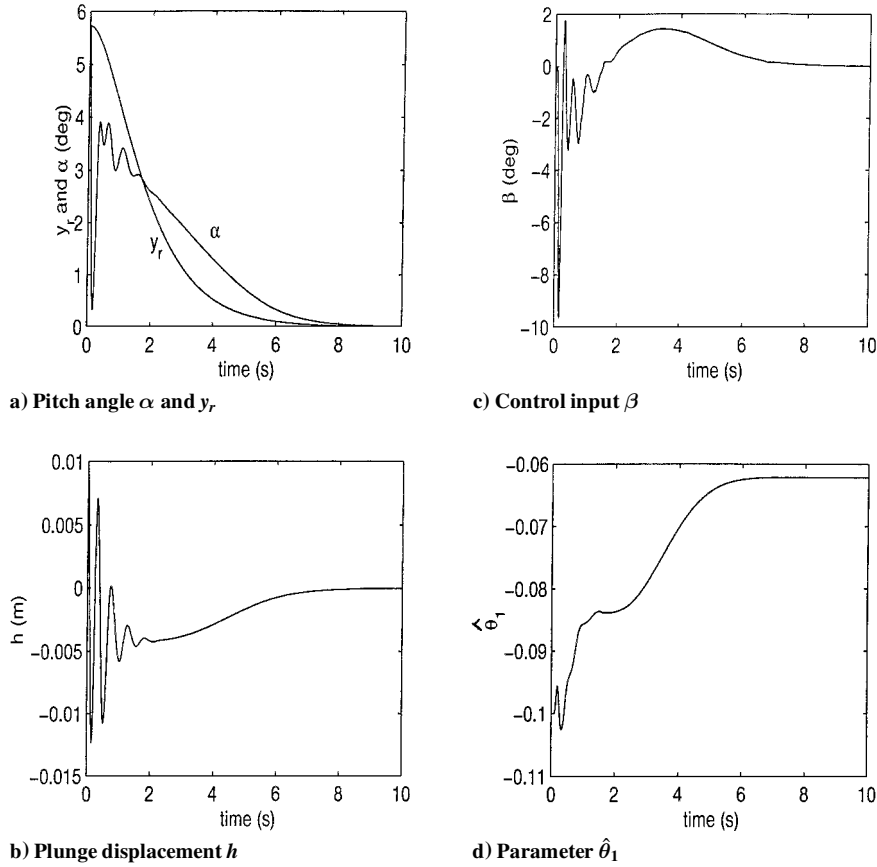 6
5
4
3
2
1
0
y_r and α (deg)
y_r
α
0 2 4 6 8 10
time (s)
a) Pitch angle α and y_r
2
0
−2
−4
−6
−8
−10
β (deg)
0 2 4 6 8 10
time (s)
c) Control input β
0.01
0.005
0
−0.005
−0.01
−0.015
h (m)
0 2 4 6 8 10
time (s)
b) Plunge displacement h
−0.06
−0.07
−0.08
−0.09
−0.1
−0.11
θ̂_1
0 2 4 6 8 10
time (s)
d) Parameter θ̂_1